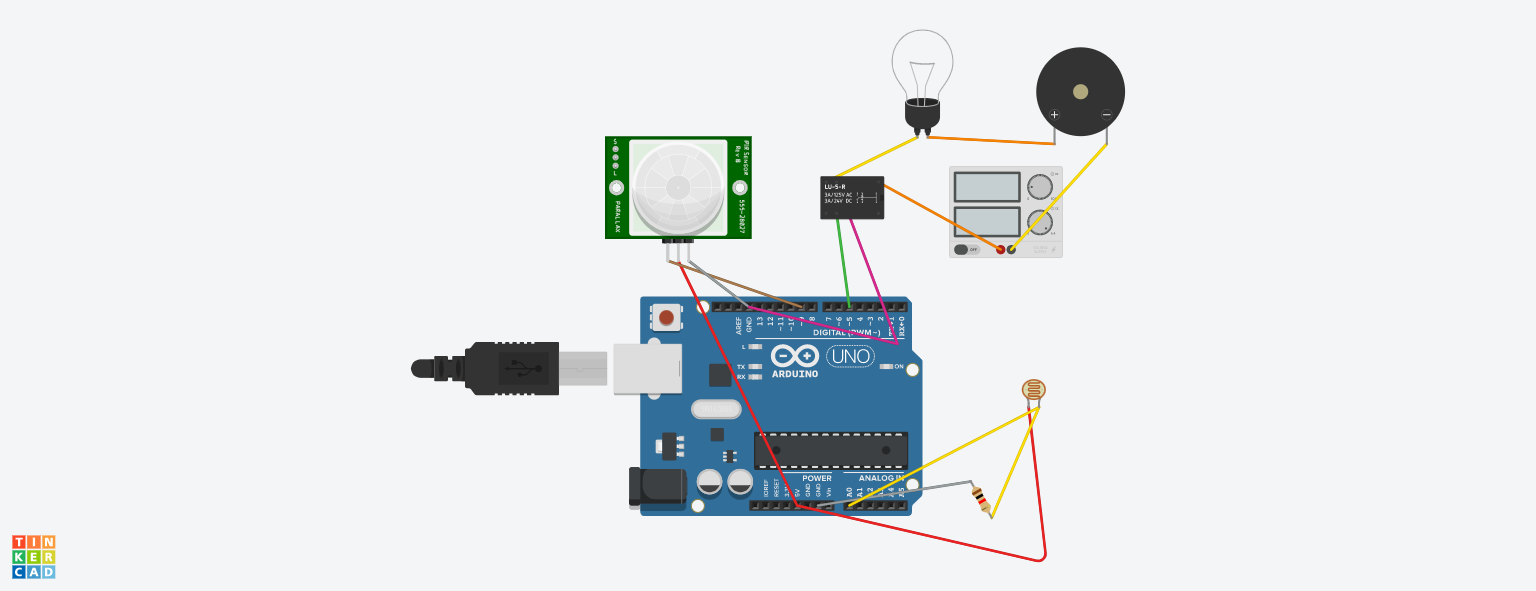 PIR SENSOR
Rev B
S
L
PARALLAX
555-28027
LU-5-R
3A/125V AC
3A/24V DC
+
−
OFF
AREF
GND
13
12
~11
~10
~9
8
7
~6
~5
4
~3
2
TX→1
RX←0
DIGITAL (PWM~)
L
TX
RX
UNO
ARDUINO
ON
POWER
ANALOG IN
IOREF
RESET
3.3V
5V
GND
GND
Vin
A0
A1
A2
A3
A4
A5
TIN
KER
CAD